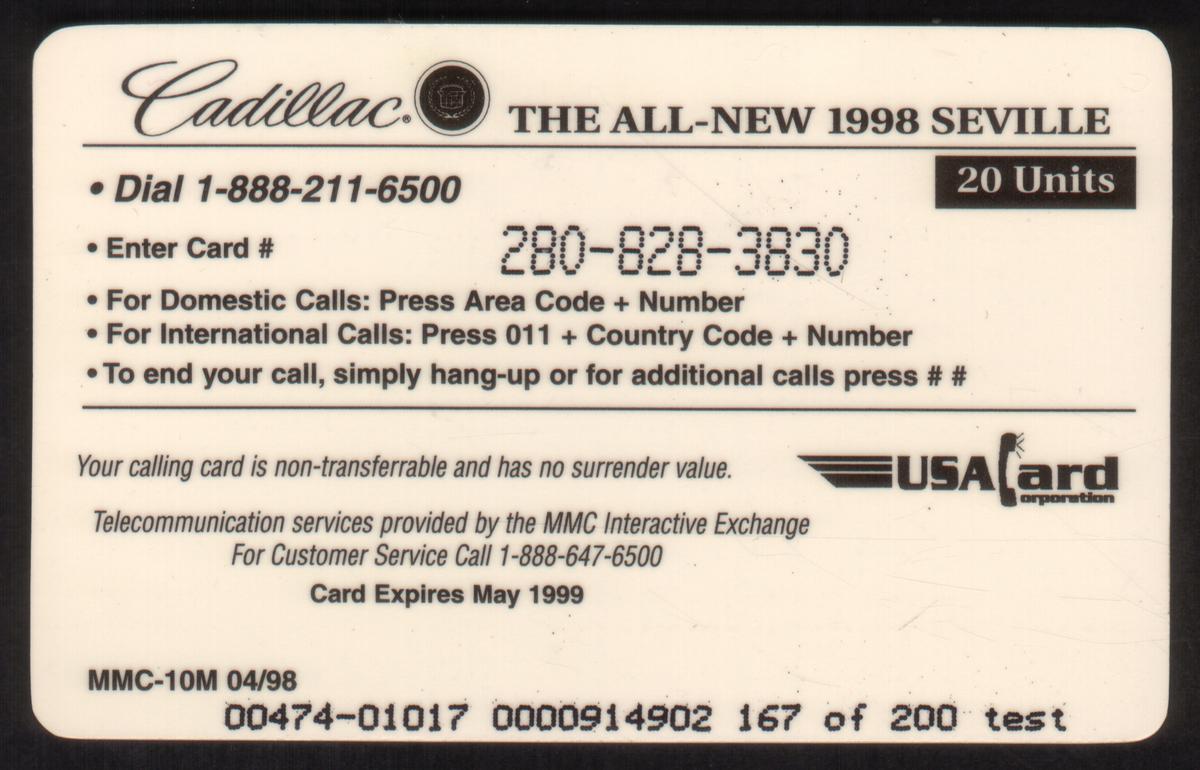 Cadillac® THE ALL-NEW 1998 SEVILLE
20 Units
• Dial 1-888-211-6500
• Enter Card # 280-828-3830
• For Domestic Calls: Press Area Code + Number
• For International Calls: Press 011 + Country Code + Number
• To end your call, simply hang-up or for additional calls press # #
Your calling card is non-transferrable and has no surrender value.
USACard
Corporation
Telecommunication services provided by the MMC Interactive Exchange
For Customer Service Call 1-888-647-6500
Card Expires May 1999
MMC-10M 04/98
00474-01017 0000914902 167 of 200 test